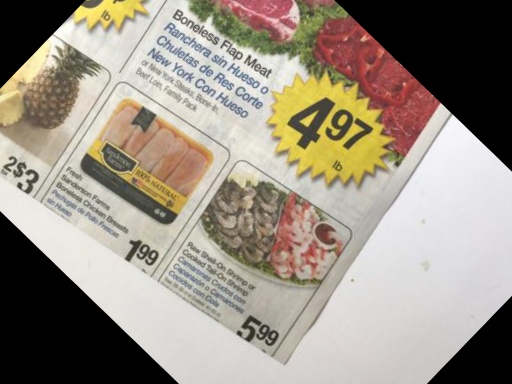 lb
Boneless Flap Meat
Ranchera sin Hueso o
Chuletas de Res Corte
New York Con Hueso
or New York Steaks, Bone-In,
Beef Loin, Family Pack
4.97
lb
2$3
Fresh
Sanderson Farms
Boneless Chicken Breasts
Pechugas de Pollo Frescas
sin Hueso
1.99
Sanderson Farms
100% NATURAL
Raw Shell-On Shrimp or
Cooked Tail-On Shrimp
Camarones Crudos con
Caparazón o Camarones
Cocidos con Cola
5.99